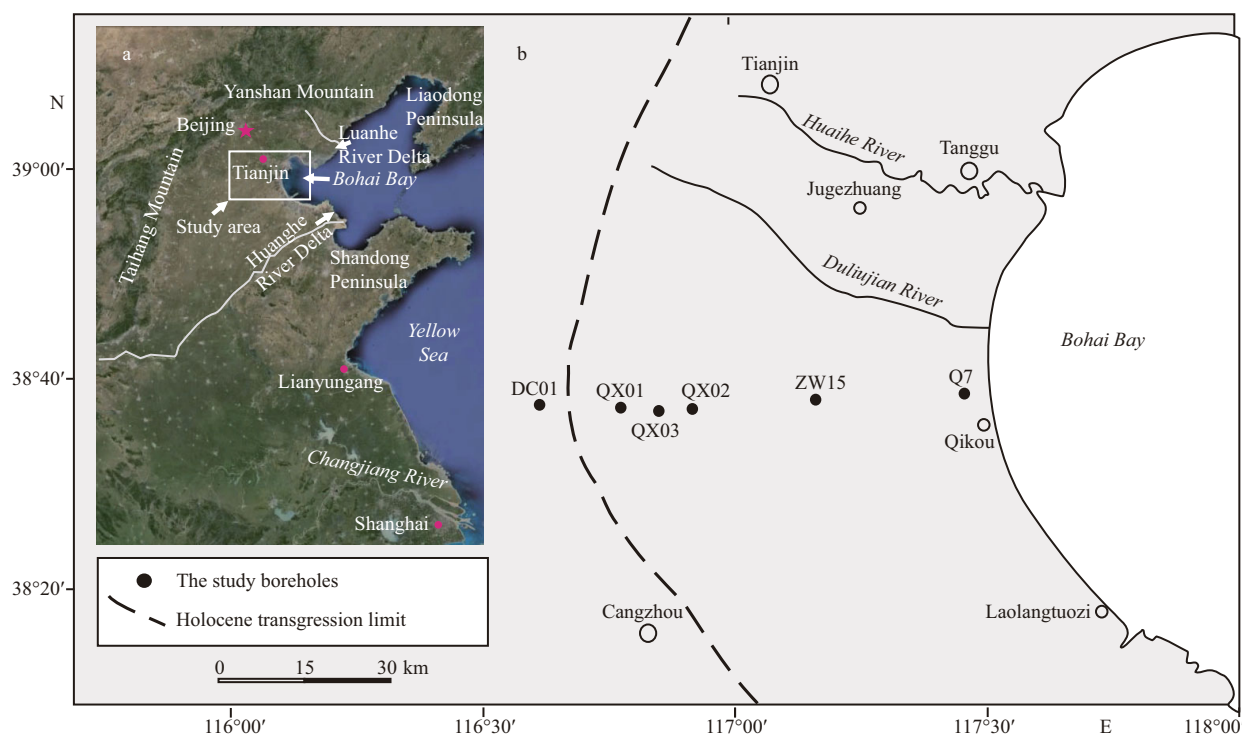 a
Yanshan Mountain
Liaodong
Peninsula
Beijing
Luanhe
River Delta
Tianjin
Bohai Bay
Taihang Mountain
Study area
Huanghe
River Delta
Shandong
Peninsula
Yellow
Sea
Lianyungang
Changjiang River
Shanghai
The study boreholes
Holocene transgression limit
0 15 30 km
b
Tianjin
Huaihe River
Tanggu
Jugezhuang
Duliujian River
Bohai Bay
DC01
QX01
QX02
QX03
ZW15
Q7
Qikou
Cangzhou
Laolangtuozi
N
39°00′
38°40′
38°20′
116°00′ 116°30′ 117°00′ 117°30′ E 118°00′